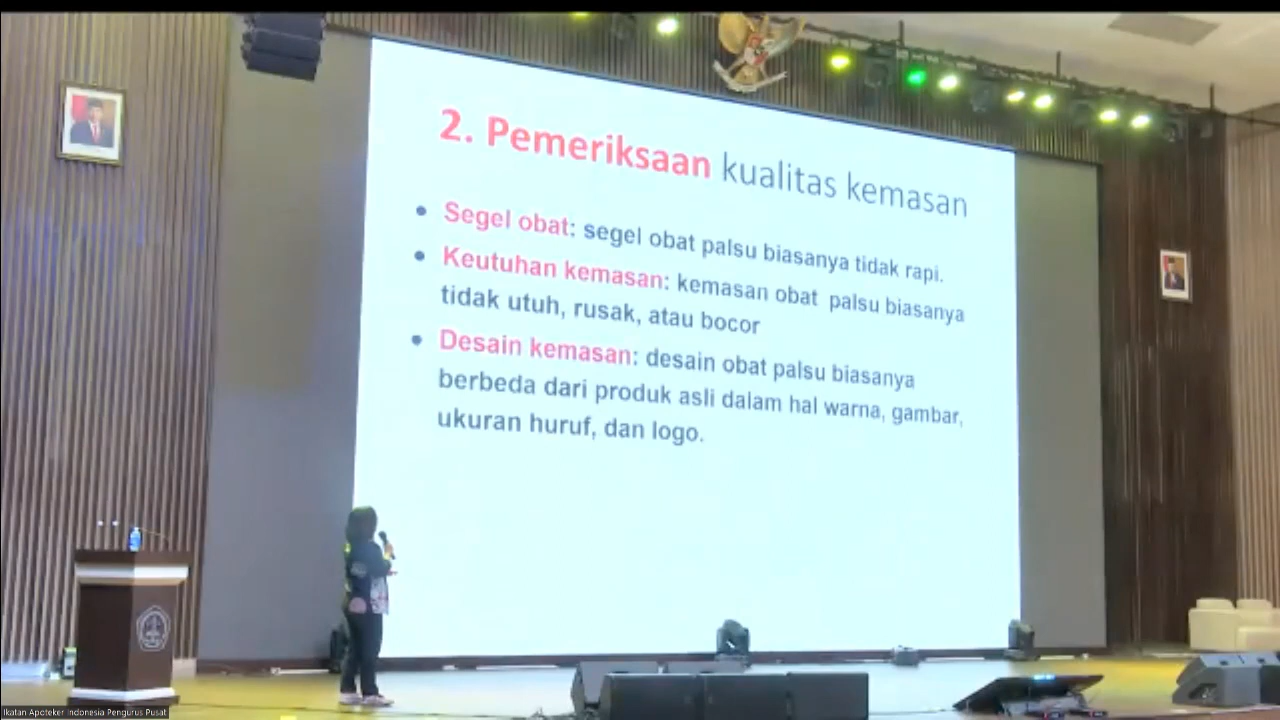 2. Pemeriksaan kualitas kemasan
• Segel obat: segel obat palsu biasanya tidak rapi.
• Keutuhan kemasan: kemasan obat palsu biasanya
tidak utuh, rusak, atau bocor
• Desain kemasan: desain obat palsu biasanya
berbeda dari produk asli dalam hal warna, gambar,
ukuran huruf, dan logo.
Ikatan Apoteker Indonesia Pengurus Pusat